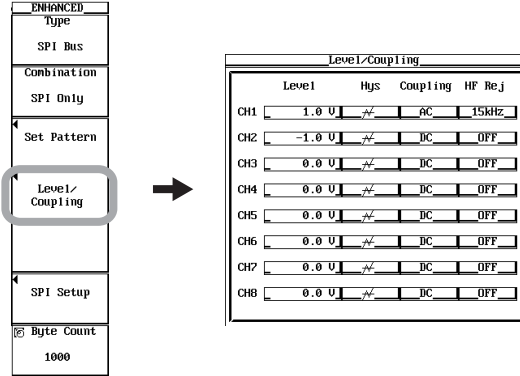 ENHANCED
Type
SPI Bus
Combination
SPI Only
Set Pattern
Level/
Coupling
SPI Setup
Byte Count
1000
Level/Coupling
Level Hys Coupling HF Rej
CH1 1.0 V AC 15kHz
CH2 -1.0 V DC OFF
CH3 0.0 V DC OFF
CH4 0.0 V DC OFF
CH5 0.0 V DC OFF
CH6 0.0 V DC OFF
CH7 0.0 V DC OFF
CH8 0.0 V DC OFF